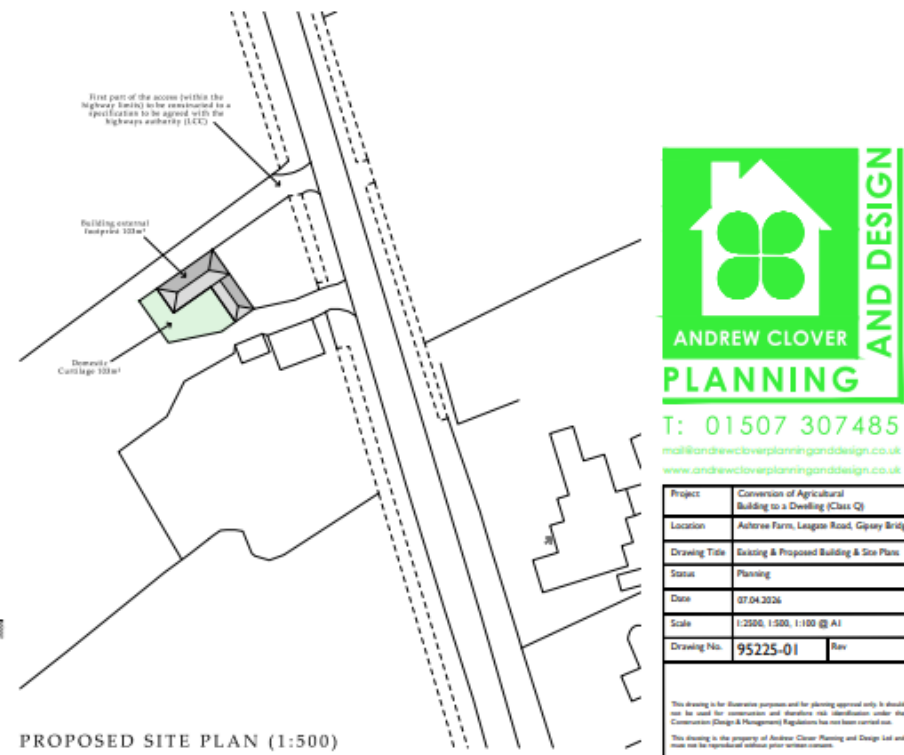 First part of the access (within the
highway limits) to be constructed to a
specification to be agreed with the
highways authority (LCC)
Building external
footprint 103m²
Domestic
Curtilage 103m²
PROPOSED SITE PLAN (1:500)
ANDREW CLOVER
PLANNING
AND DESIGN
T: 01507 307485
mail@andrewcloverplanninganddesign.co.uk
www.andrewcloverplanninganddesign.co.uk
Project Conversion of Agricultural
Building to a Dwelling (Class Q)
Location Ashtree Farm, Leagate Road, Gipsey Bridg
Drawing Title Existing & Proposed Building & Site Plans
Status Planning
Date 07.04.2026
Scale 1:2500, 1:500, 1:100 @ A1
Drawing No. 95225-01 Rev
This drawing is for illustrative purposes and for planning approval only. It should
not be used for construction and therefore risk identification under the
Construction (Design & Management) Regulations has not been carried out.
This drawing is the property of Andrew Clover Planning and Design Ltd and
must not be reproduced without prior written consent.